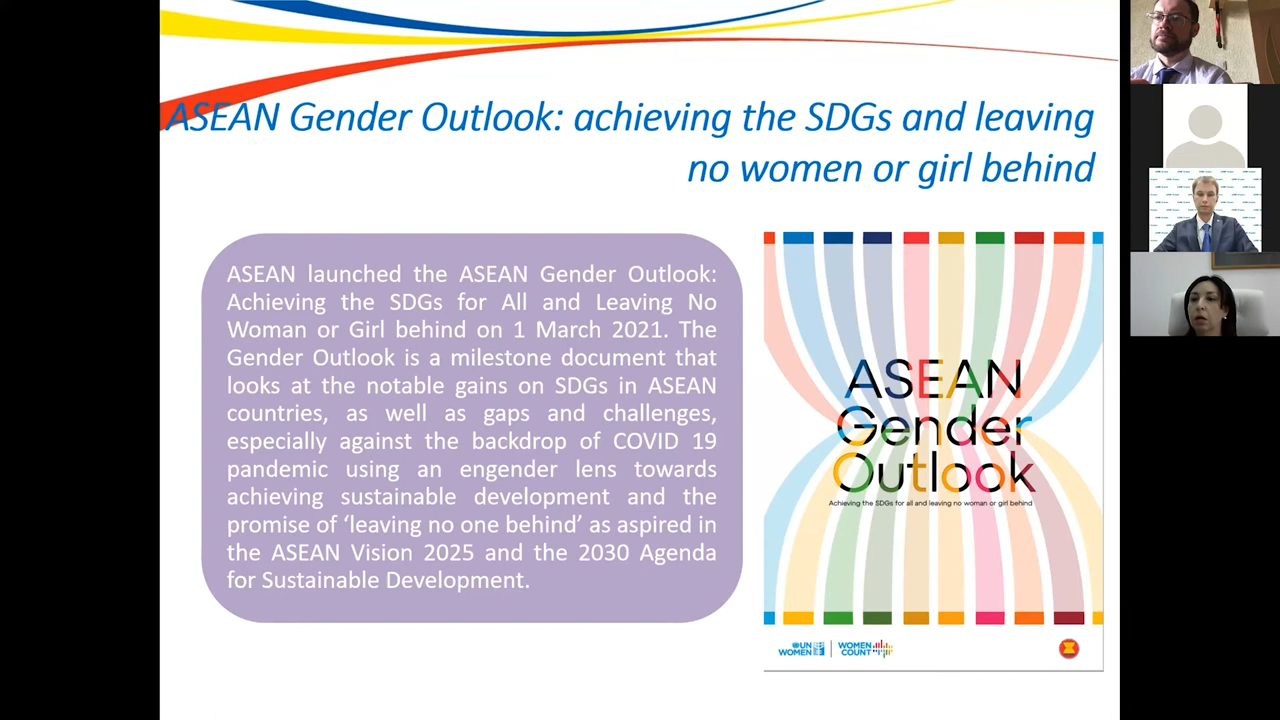 ASEAN Gender Outlook: achieving the SDGs and leaving
no women or girl behind
ASEAN launched the ASEAN Gender Outlook:
Achieving the SDGs for All and Leaving No
Woman or Girl behind on 1 March 2021. The
Gender Outlook is a milestone document that
looks at the notable gains on SDGs in ASEAN
countries, as well as gaps and challenges,
especially against the backdrop of COVID 19
pandemic using an engender lens towards
achieving sustainable development and the
promise of ‘leaving no one behind’ as aspired in
the ASEAN Vision 2025 and the 2030 Agenda
for Sustainable Development.
ASEAN
Gender
Outlook
Achieving the SDGs for all and leaving no woman or girl behind
UN
WOMEN
WOMEN
COUNT